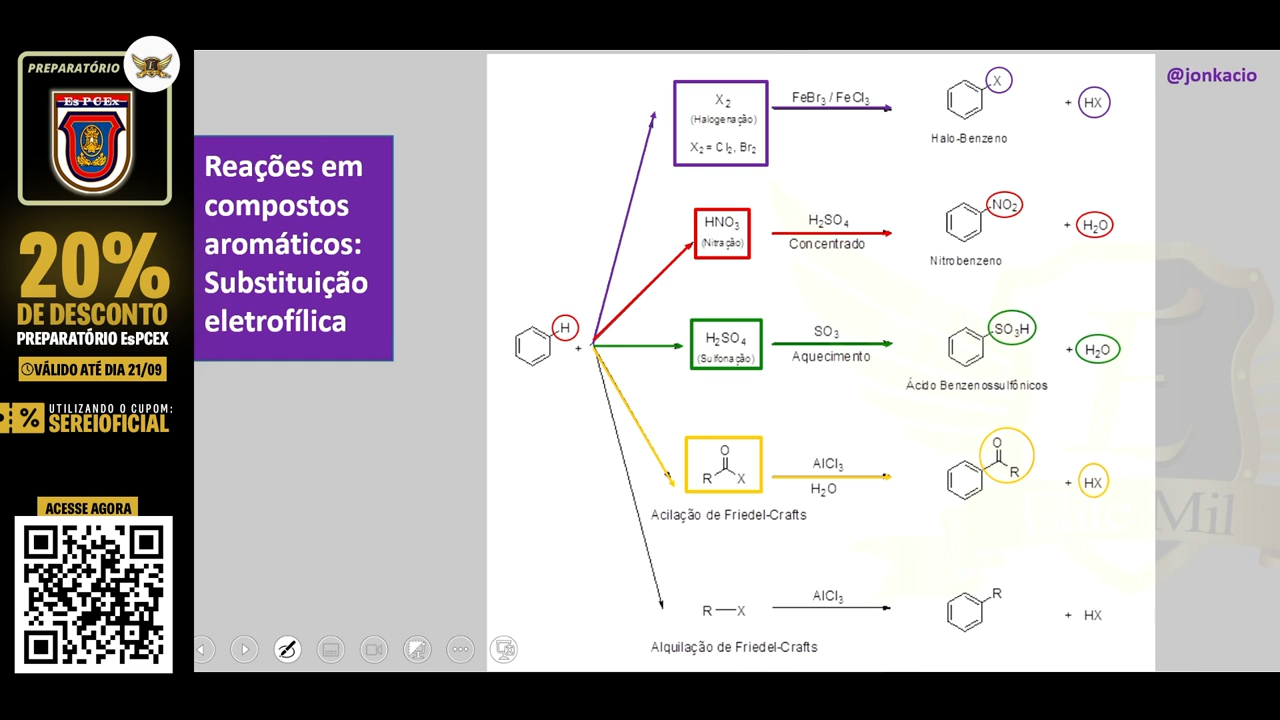 PREPARATÓRIO
EsPCEx
20%
DE DESCONTO
PREPARATÓRIO EsPCEX
VÁLIDO ATÉ DIA 21/09
%
UTILIZANDO O CUPOM:
SEREIOFICIAL
ACESSE AGORA
Reações em
compostos
aromáticos:
Substituição
eletrofílica
@jonkacio
H
+
X₂
(Halogenação)
X₂ = Cl₂, Br₂
FeBr₃ / FeCl₃
X
+ HX
Halo-Benzeno
HNO₃
(Nitração)
H₂SO₄
Concentrado
NO₂
+ H₂O
Nitrobenzeno
H₂SO₄
(Sulfonação)
SO₃
Aquecimento
SO₃H
+ H₂O
Ácido Benzenossulfônicos
O
R X
AlCl₃
H₂O
O
R
+ HX
Acilação de Friedel-Crafts
R—X
AlCl₃
R
+ HX
Alquilação de Friedel-Crafts